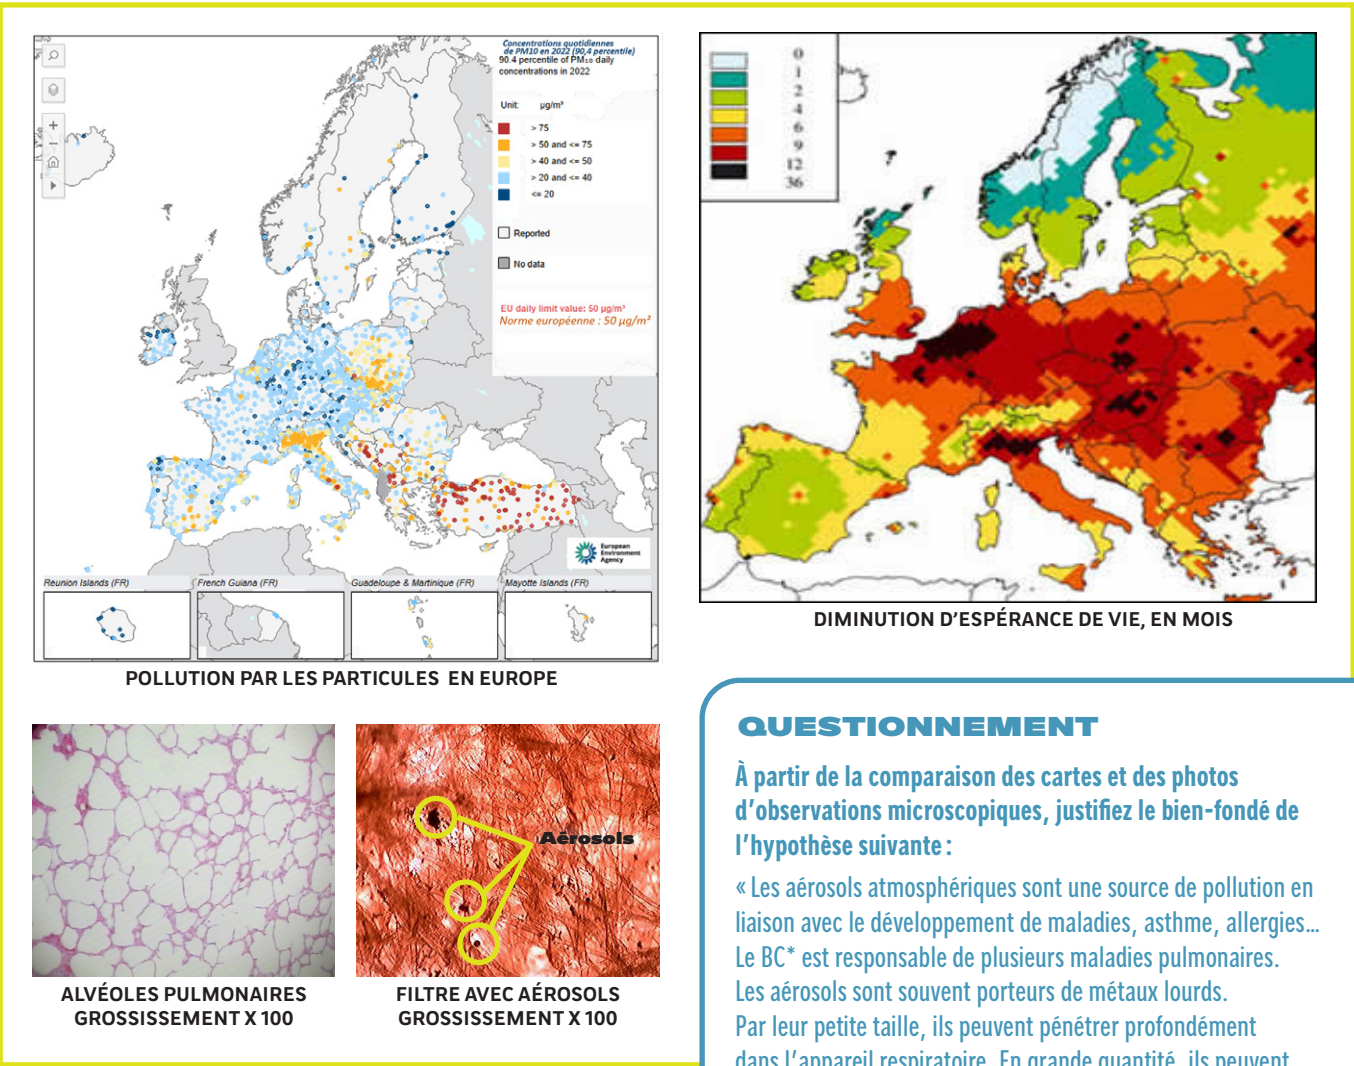 Concentrations quotidiennes
de PM10 en 2022 (90,4 percentile)
90.4 percentile of PM₁₀ daily
concentrations in 2022
Unit: µg/m³
> 75
> 50 and <= 75
> 40 and <= 50
> 20 and <= 40
<= 20
Reported
No data
EU daily limit value: 50 µg/m³
Norme européenne : 50 µg/m³
European
Environment
Agency
Reunion Islands (FR)
French Guiana (FR)
Guadeloupe & Martinique (FR)
Mayotte Islands (FR)
POLLUTION PAR LES PARTICULES EN EUROPE
0
1
2
4
6
9
12
36
DIMINUTION D'ESPÉRANCE DE VIE, EN MOIS
ALVÉOLES PULMONAIRES
GROSSISSEMENT X 100
Aérosols
FILTRE AVEC AÉROSOLS
GROSSISSEMENT X 100
QUESTIONNEMENT
À partir de la comparaison des cartes et des photos
d'observations microscopiques, justifiez le bien-fondé de
l'hypothèse suivante :
« Les aérosols atmosphériques sont une source de pollution en
liaison avec le développement de maladies, asthme, allergies...
Le BC* est responsable de plusieurs maladies pulmonaires.
Les aérosols sont souvent porteurs de métaux lourds.
Par leur petite taille, ils peuvent pénétrer profondément
dans l'appareil respiratoire. En grande quantité, ils peuvent